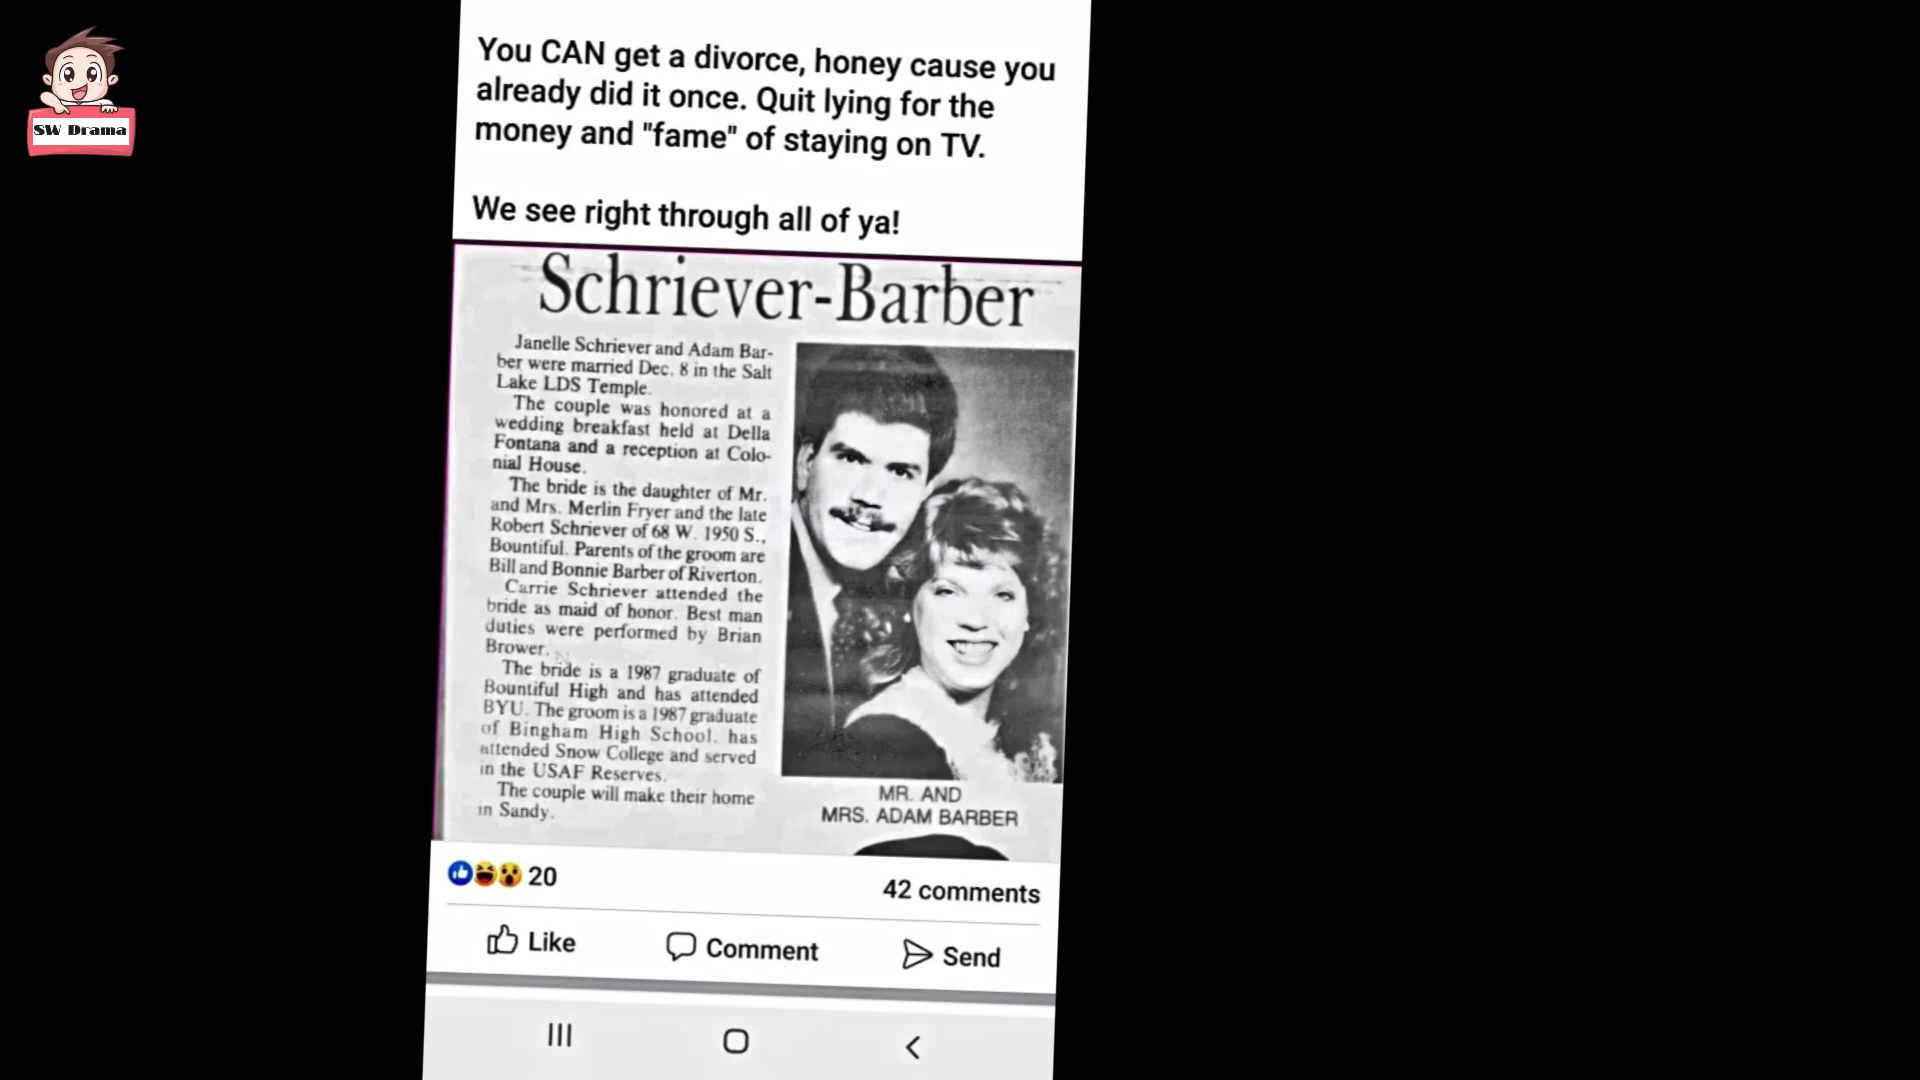 SW Drama
You CAN get a divorce, honey cause you
already did it once. Quit lying for the
money and "fame" of staying on TV.
We see right through all of ya!
Schriever-Barber
Janelle Schriever and Adam Bar-
ber were married Dec. 8 in the Salt
Lake LDS Temple.
The couple was honored at a
wedding breakfast held at Della
Fontana and a reception at Colo-
nial House.
The bride is the daughter of Mr.
and Mrs. Merlin Fryer and the late
Robert Schriever of 68 W. 1950 S.,
Bountiful. Parents of the groom are
Bill and Bonnie Barber of Riverton.
Carrie Schriever attended the
bride as maid of honor. Best man
duties were performed by Brian
Brower.
The bride is a 1987 graduate of
Bountiful High and has attended
BYU. The groom is a 1987 graduate
of Bingham High School, has
attended Snow College and served
in the USAF Reserves.
The couple will make their home
in Sandy.
MR. AND
MRS. ADAM BARBER
20
42 comments
Like
Comment
Send